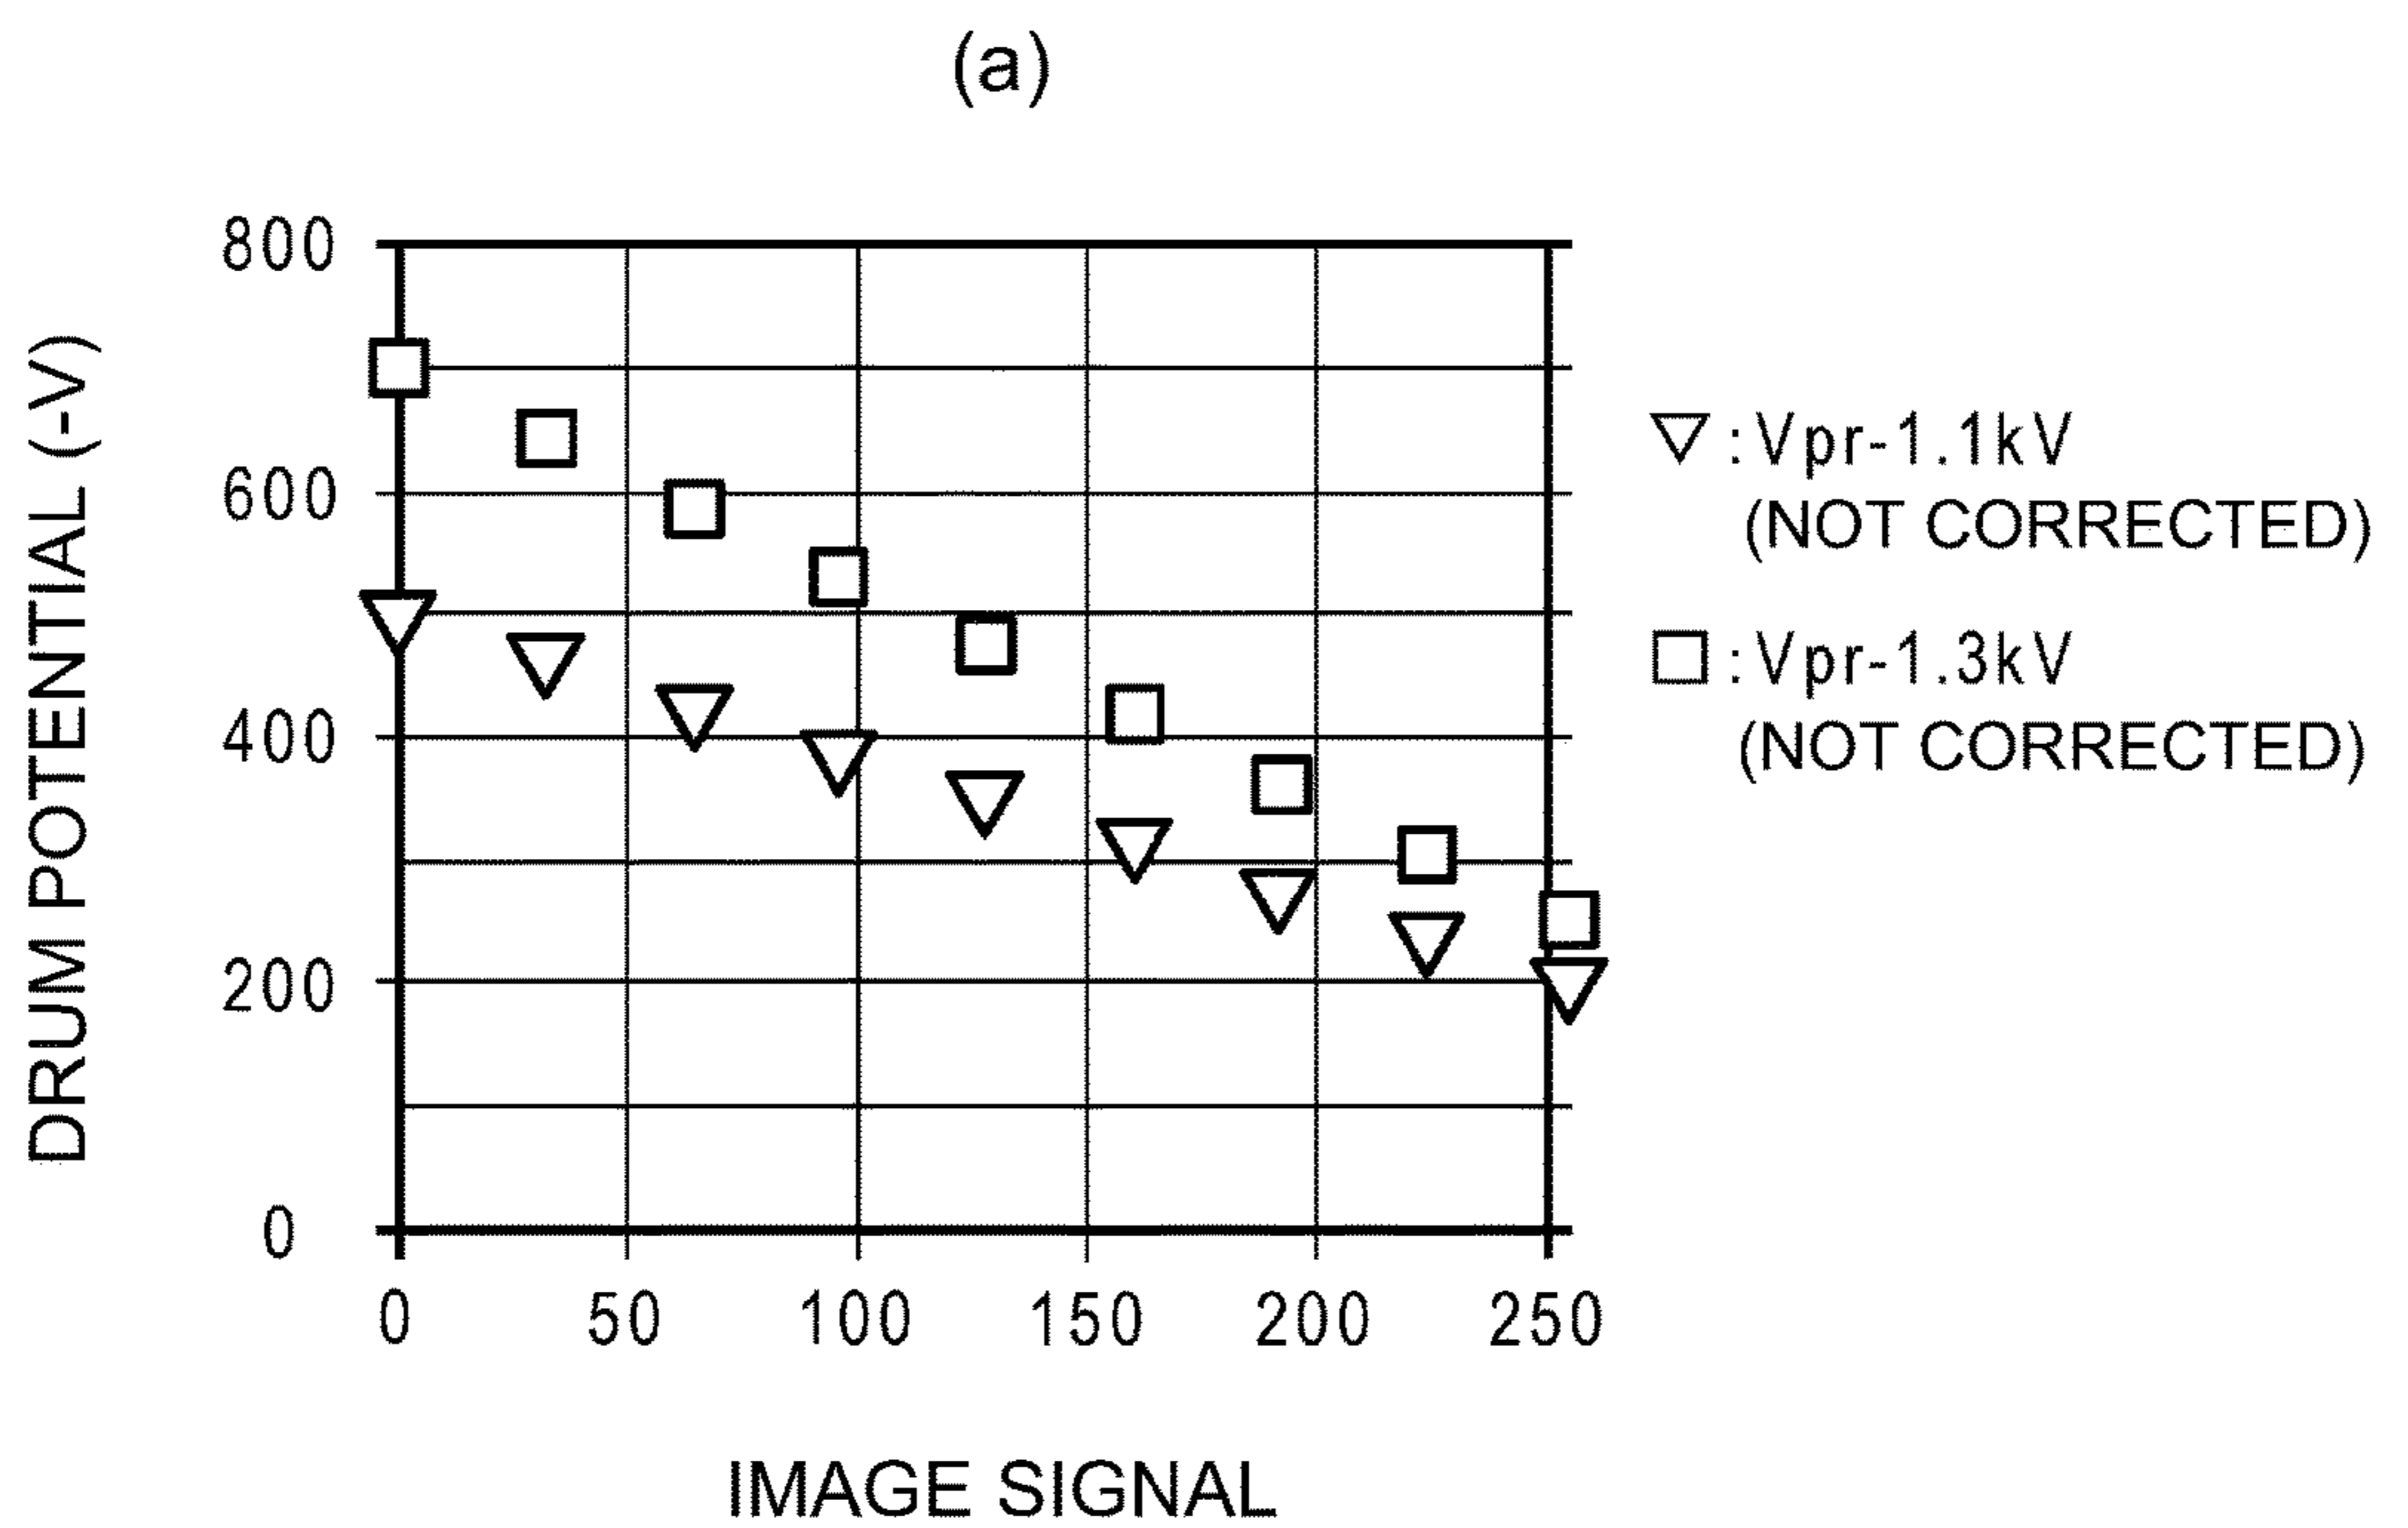 (a)
DRUM POTENTIAL (-V)
800
600
400
200
0
0 50 100 150 200 250
IMAGE SIGNAL
▽ : Vpr-1.1kV
(NOT CORRECTED)
□ : Vpr-1.3kV
(NOT CORRECTED)